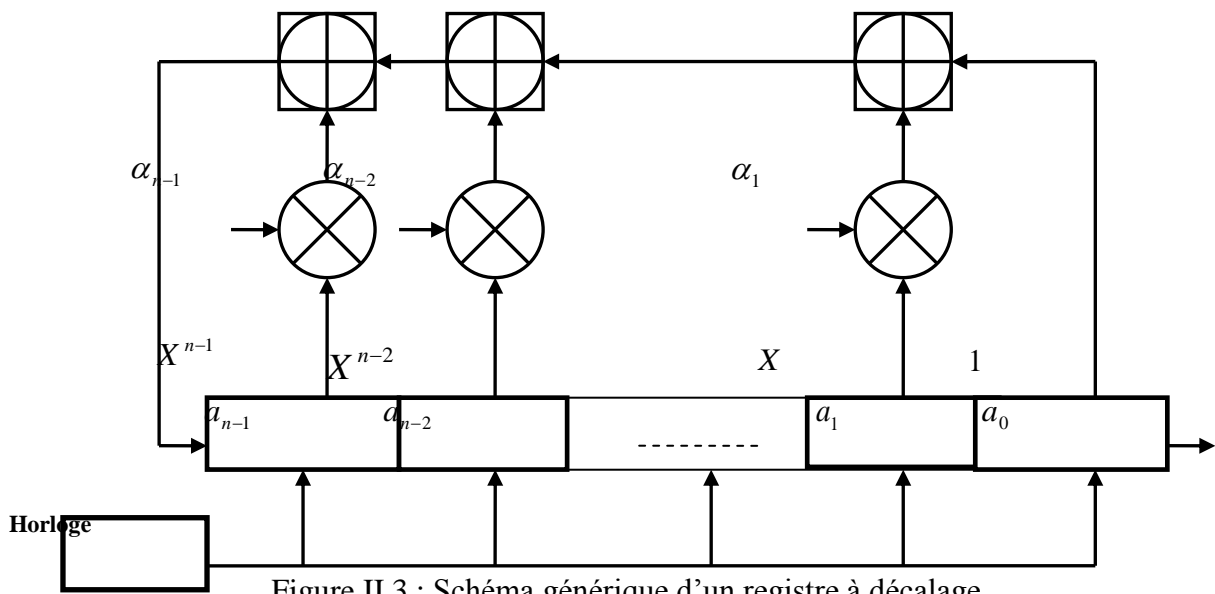 α_{n−1} α_{n−2} α_1
X^{n−1} X^{n−2} X 1
a_{n−1} a_{n−2} --------- a_1 a_0
Horloge
Figure II.3 : Schéma générique d'un registre à décalage